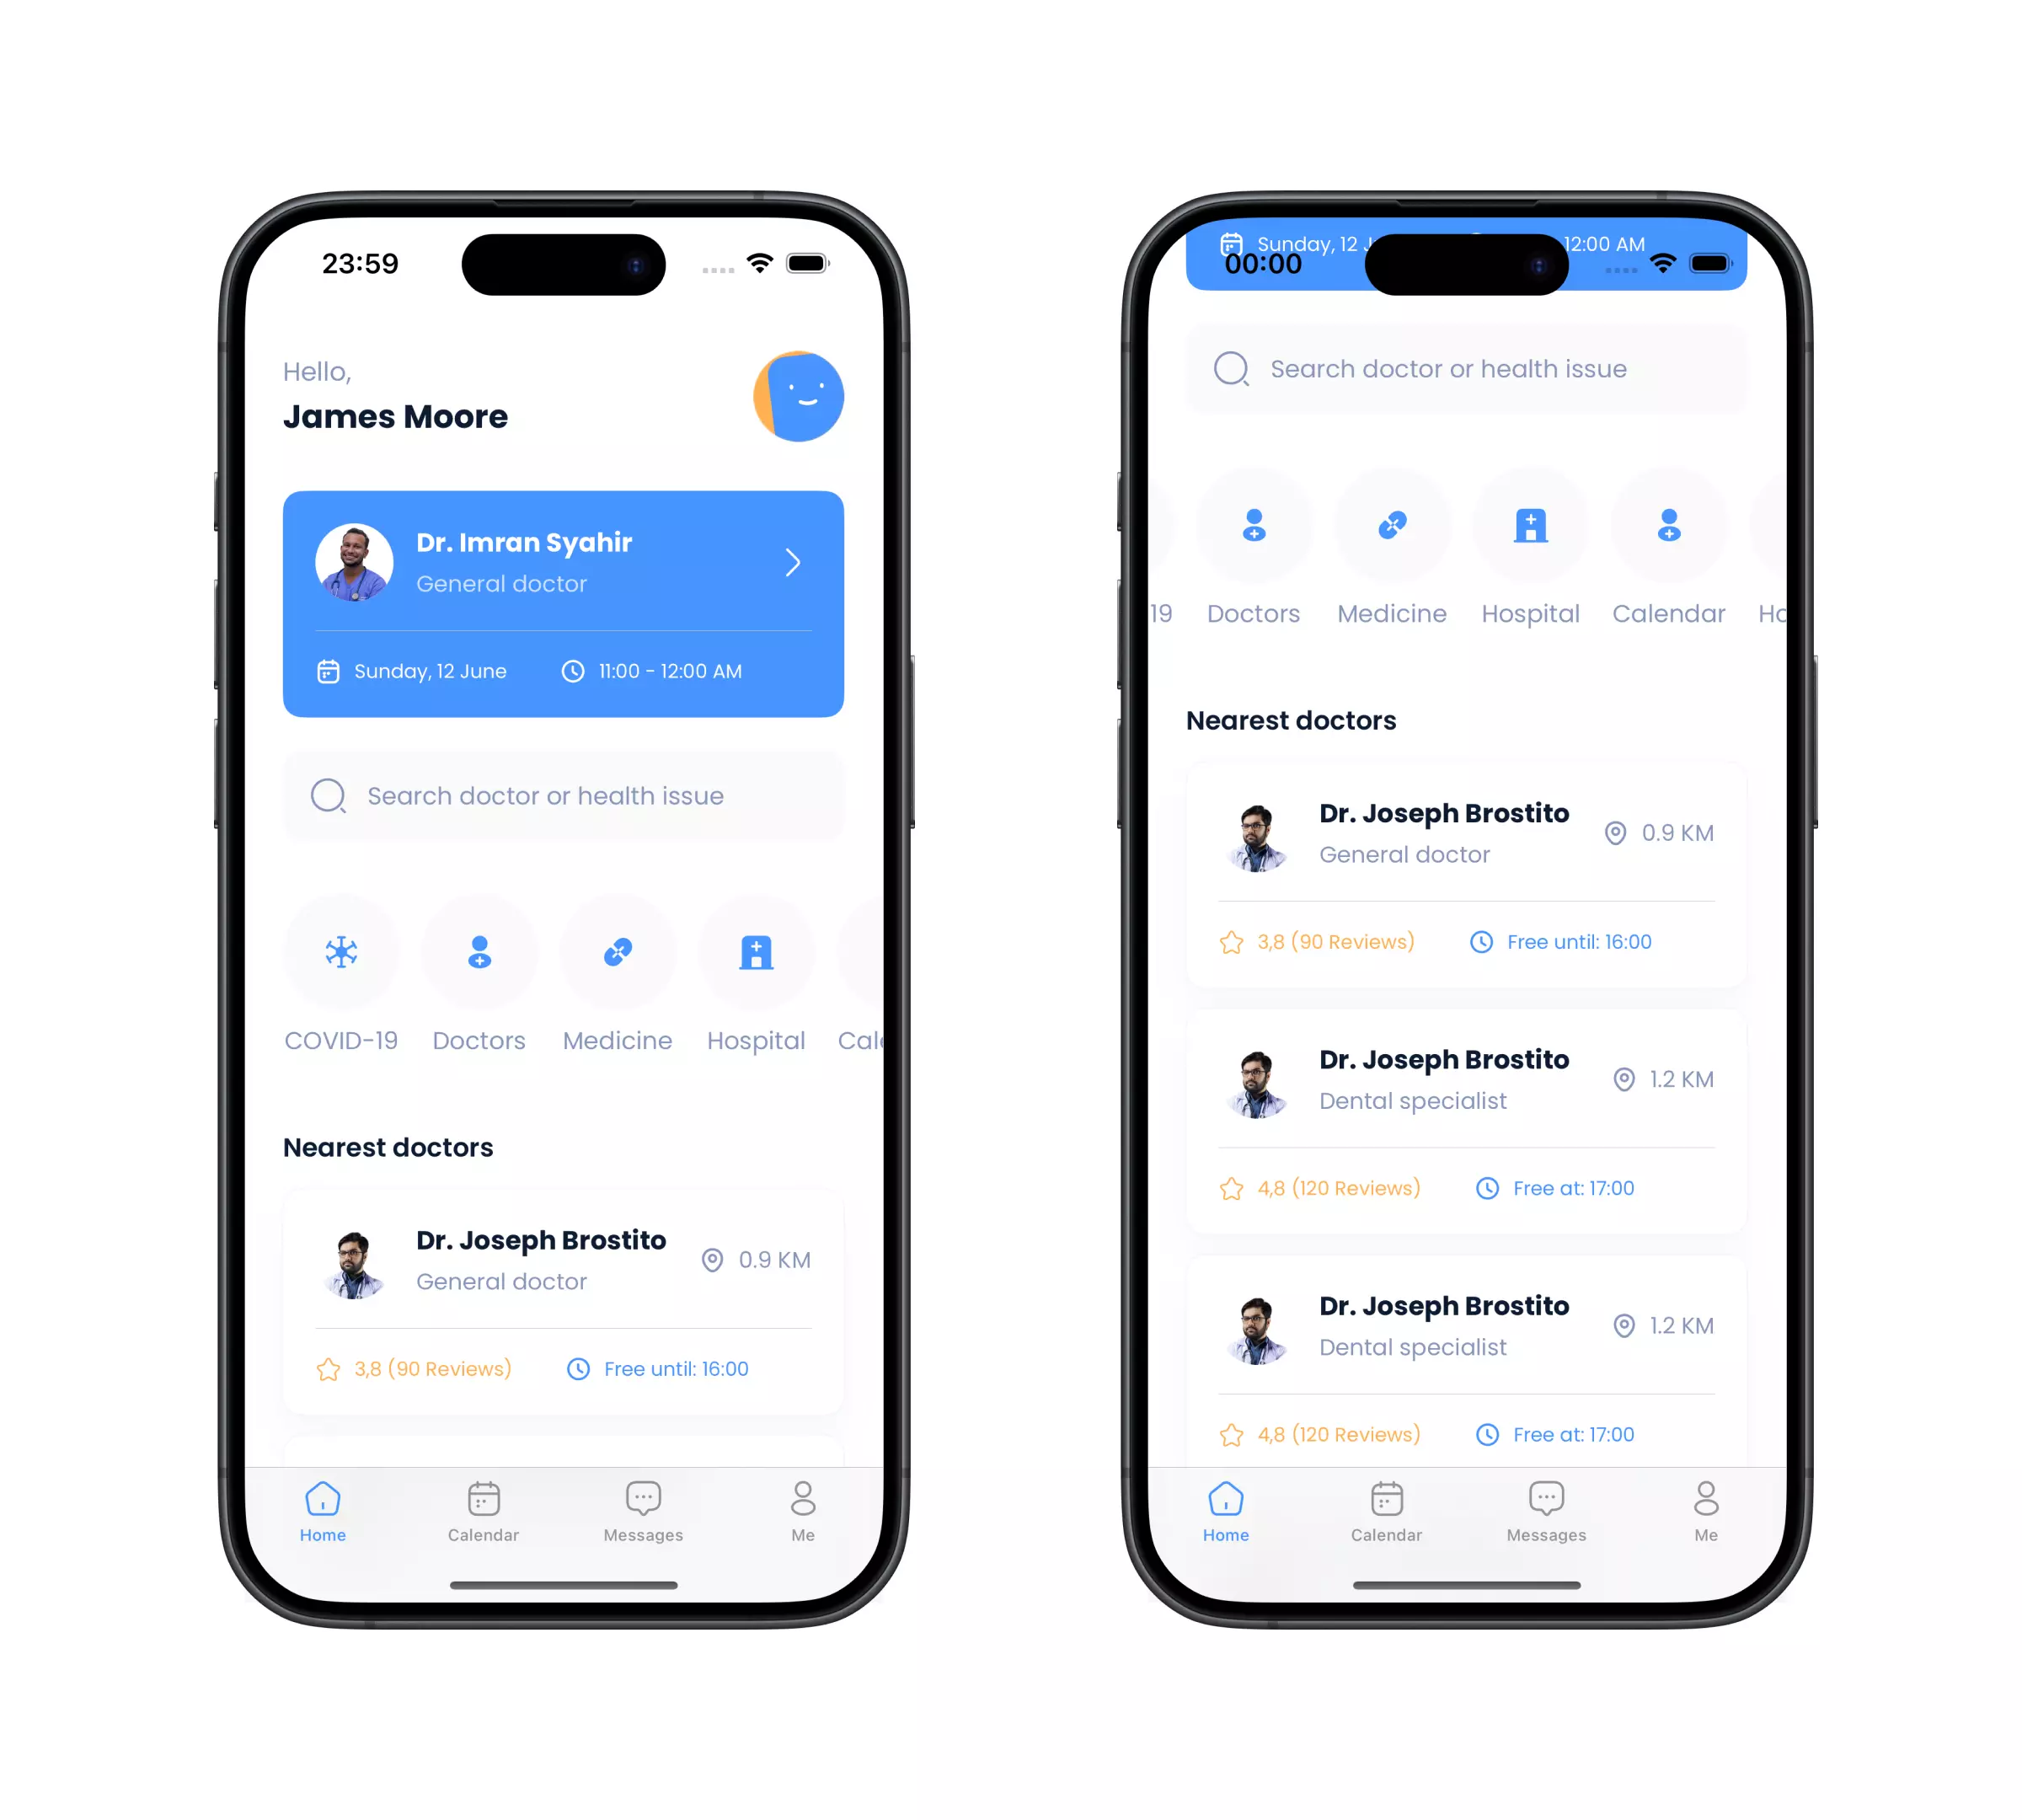 23:59
Hello,
James Moore
Dr. Imran Syahir
General doctor
Sunday, 12 June
11:00 - 12:00 AM
Search doctor or health issue
COVID-19
Doctors
Medicine
Hospital
Cale
Nearest doctors
Dr. Joseph Brostito
General doctor
0.9 KM
3,8 (90 Reviews)
Free until: 16:00
Home
Calendar
Messages
Me
Sunday, 12 J
12:00 AM
00:00
Search doctor or health issue
19
Doctors
Medicine
Hospital
Calendar
Ho
Nearest doctors
Dr. Joseph Brostito
General doctor
0.9 KM
3,8 (90 Reviews)
Free until: 16:00
Dr. Joseph Brostito
Dental specialist
1.2 KM
4,8 (120 Reviews)
Free at: 17:00
Dr. Joseph Brostito
Dental specialist
1.2 KM
4,8 (120 Reviews)
Free at: 17:00
Home
Calendar
Messages
Me